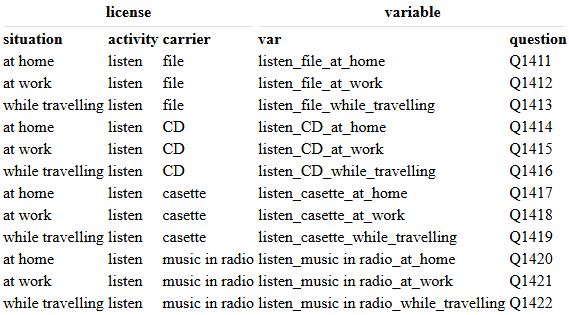 license variable
situation activity carrier var question
at home listen file listen_file_at_home Q1411
at work listen file listen_file_at_work Q1412
while travelling listen file listen_file_while_travelling Q1413
at home listen CD listen_CD_at_home Q1414
at work listen CD listen_CD_at_work Q1415
while travelling listen CD listen_CD_while_travelling Q1416
at home listen casette listen_casette_at_home Q1417
at work listen casette listen_casette_at_work Q1418
while travelling listen casette listen_casette_while_travelling Q1419
at home listen music in radio listen_music in radio_at_home Q1420
at work listen music in radio listen_music in radio_at_work Q1421
while travelling listen music in radio listen_music in radio_while_travelling Q1422